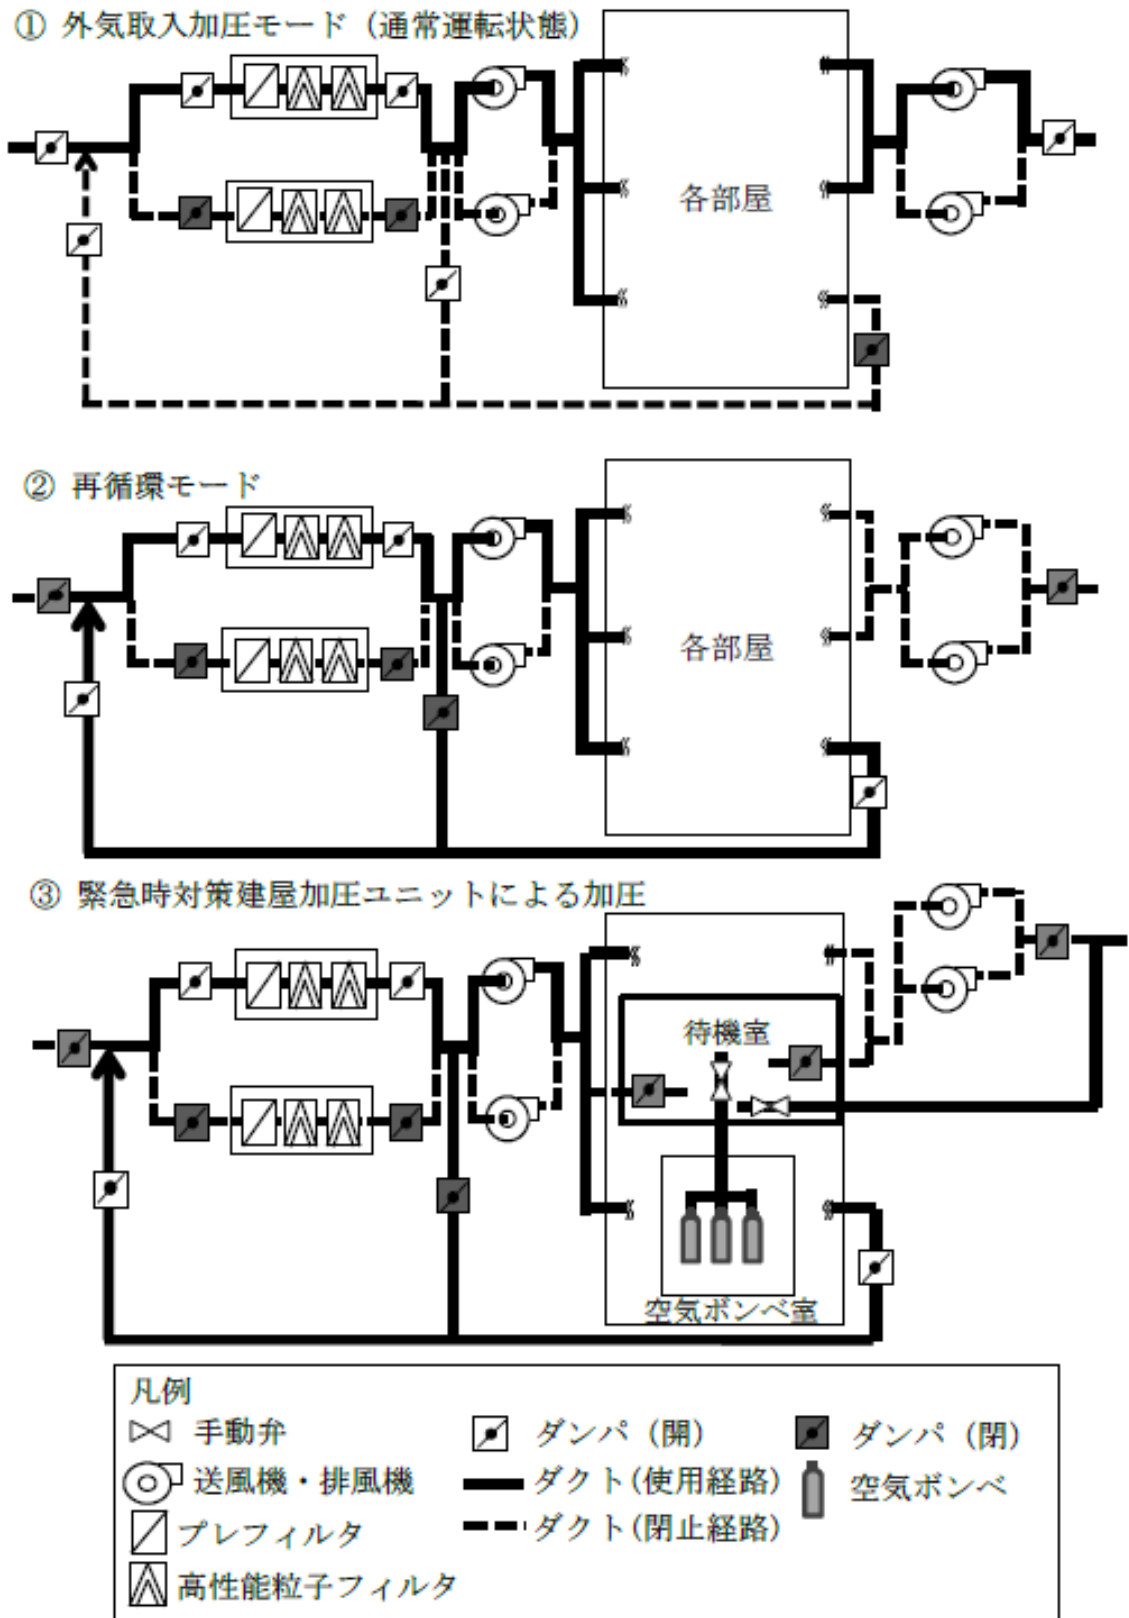 ① 外気取入加圧モード（通常運転状態）
各部屋
② 再循環モード
各部屋
③ 緊急時対策建屋加圧ユニットによる加圧
待機室
空気ボンベ室
凡例
手動弁
ダンパ（開）
ダンパ（閉）
送風機・排風機
ダクト(使用経路)
空気ボンベ
プレフィルタ
ダクト(閉止経路)
高性能粒子フィルタ